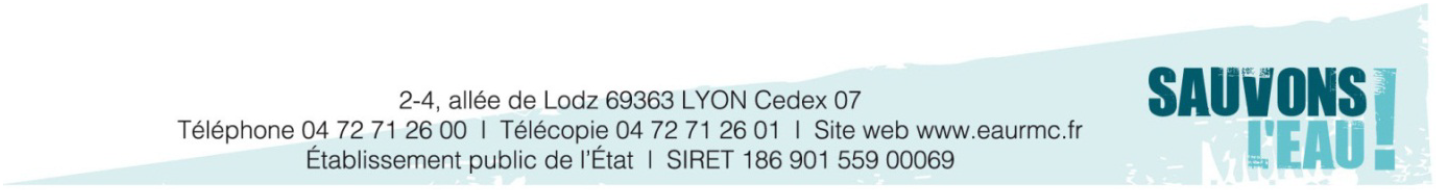 2-4, allée de Lodz 69363 LYON Cedex 07
Téléphone 04 72 71 26 00 | Télécopie 04 72 71 26 01 | Site web www.eaurmc.fr
Établissement public de l'État | SIRET 186 901 559 00069
SAUVONS
L'EAU !